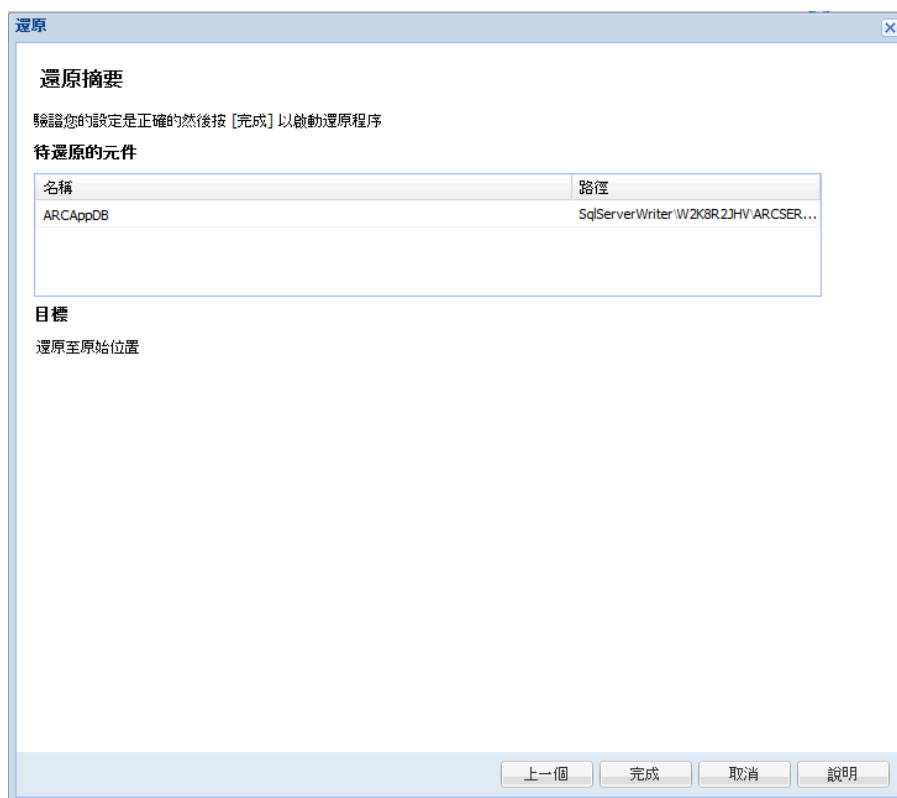 還原
還原摘要
驗證您的設定是正確的然後按 [完成] 以啟動還原程序
待還原的元件
名稱 路徑
ARCAppDB SqlServerWriter\W2K8R2JHV\ARCSER...
目標
還原至原始位置
上一個 完成 取消 說明